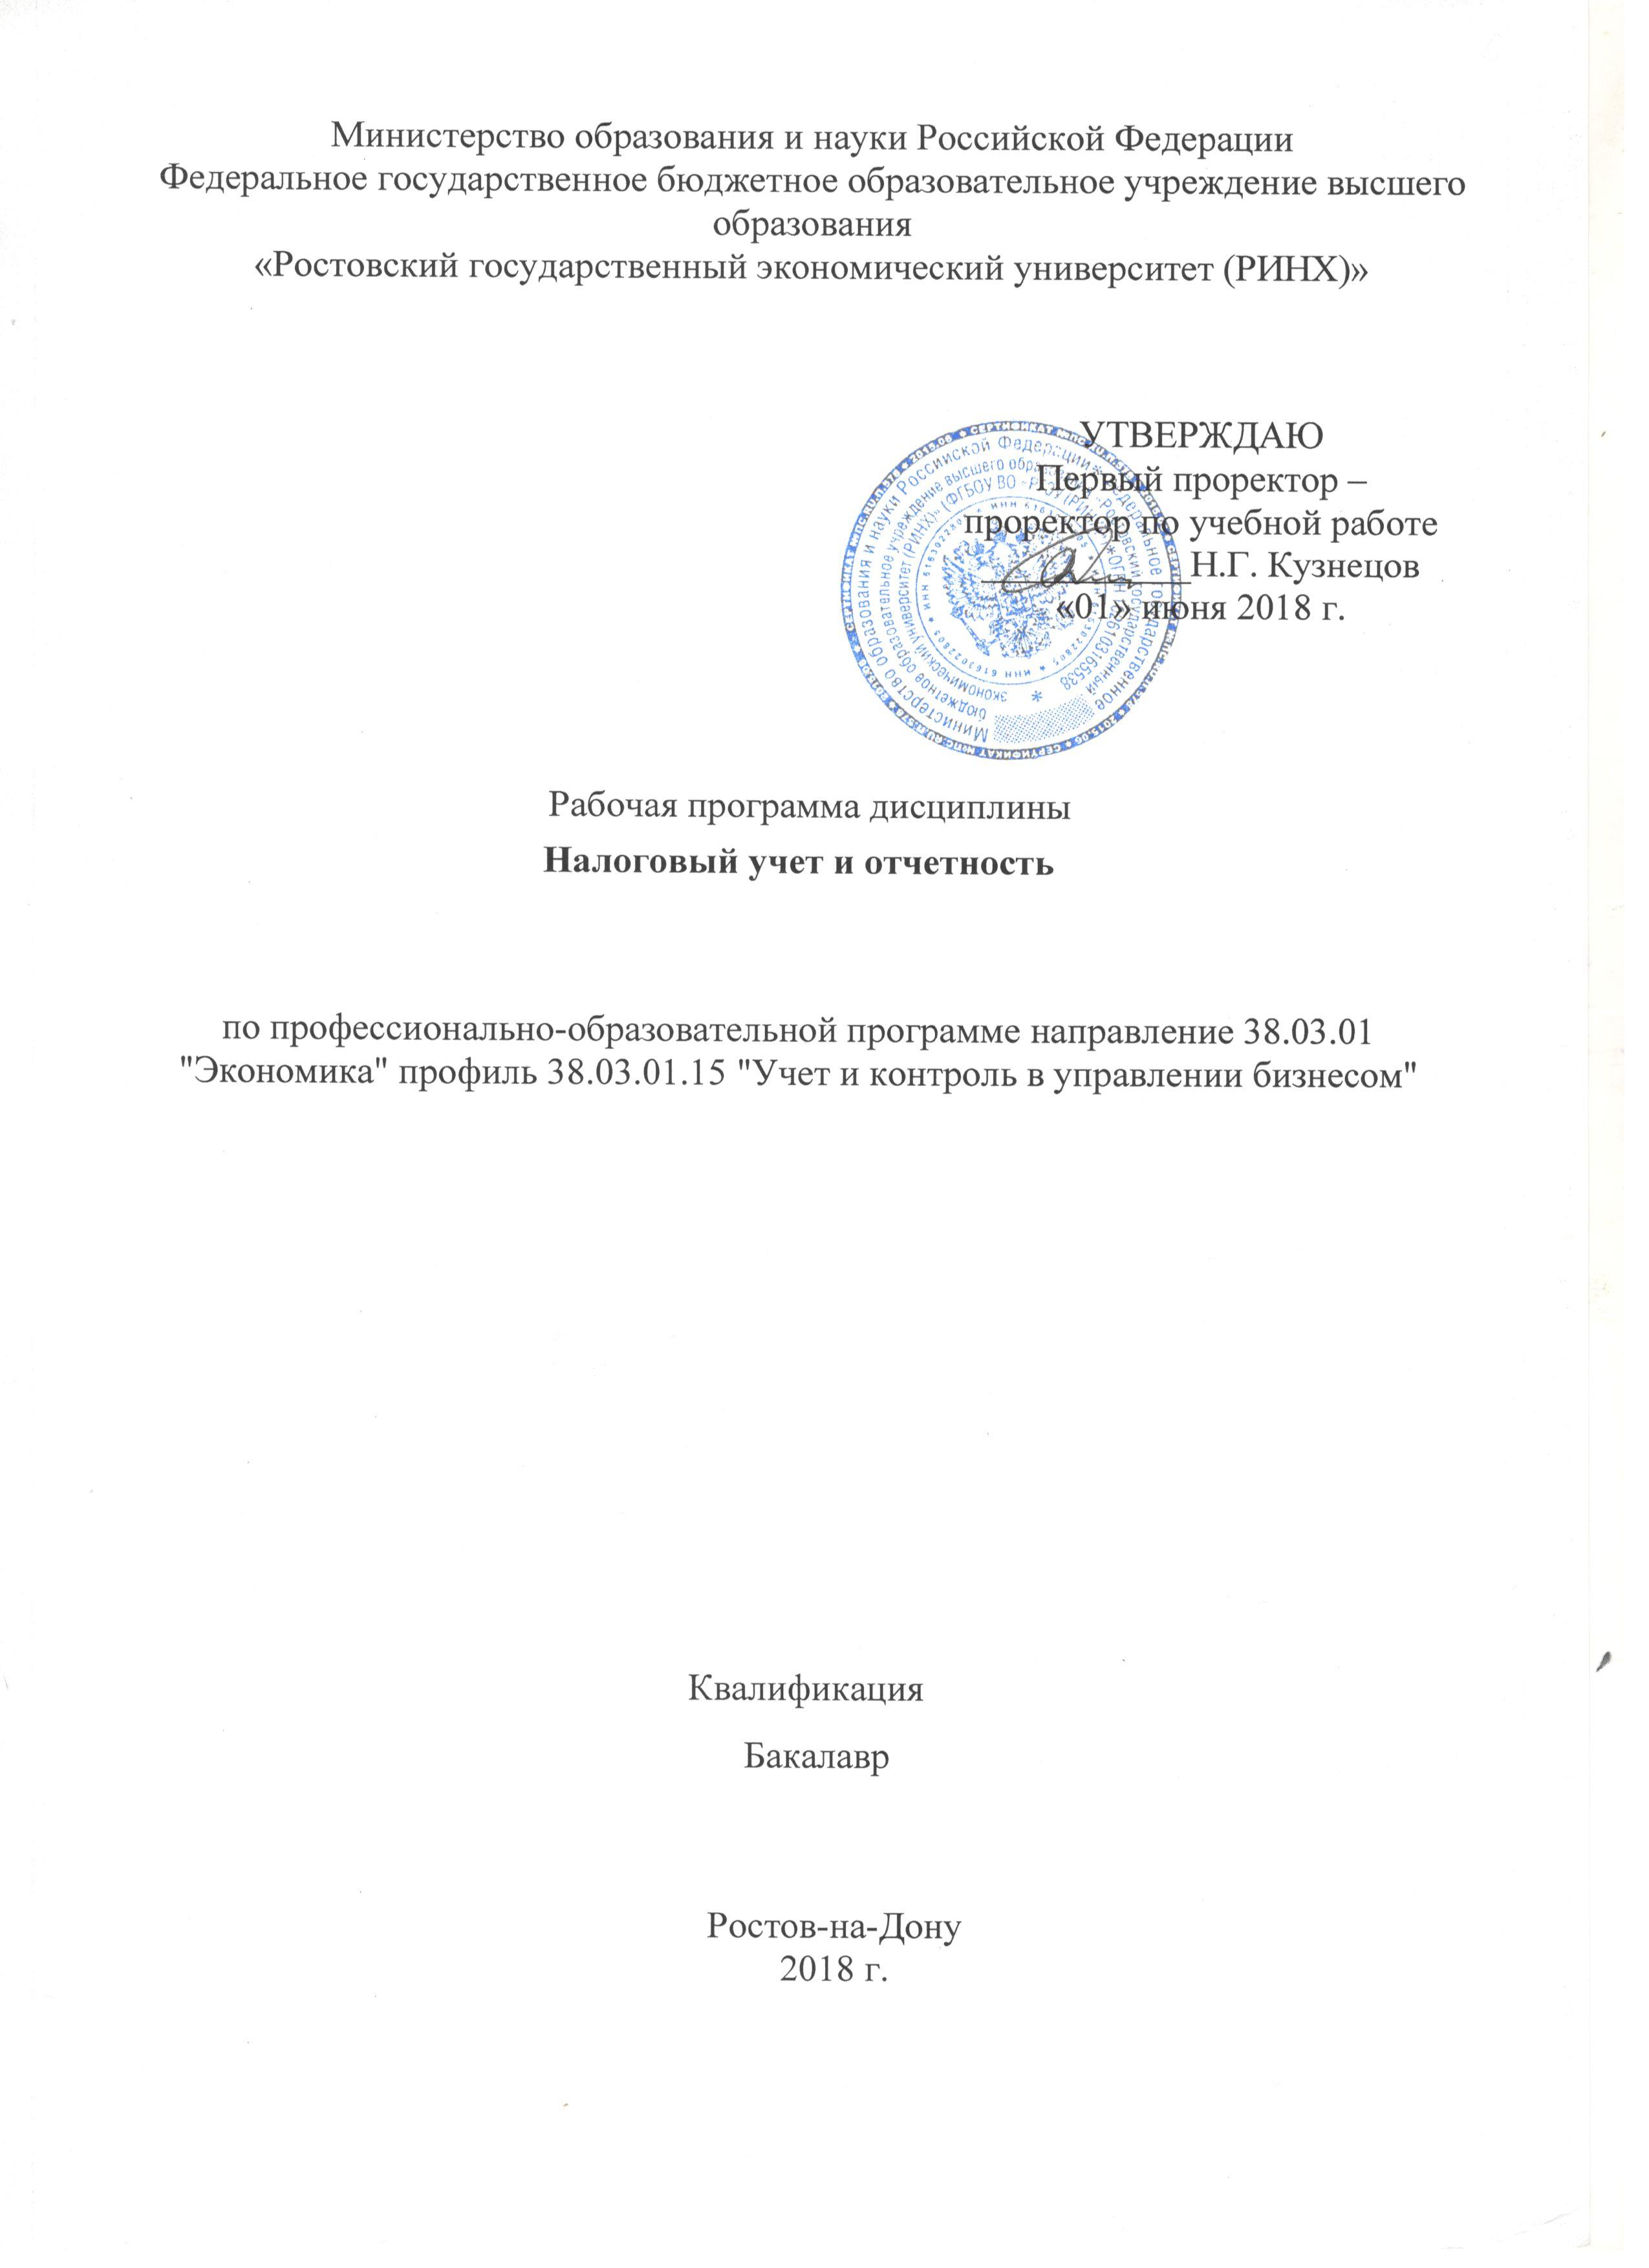 Министерство образования и науки Российской Федерации
Федеральное государственное бюджетное образовательное учреждение высшего
образования
«Ростовский государственный экономический университет (РИНХ)»
УТВЕРЖДАЮ
Первый проректор –
проректор по учебной работе
Н.Г. Кузнецов
«01» июня 2018 г.
Рабочая программа дисциплины
Налоговый учет и отчетность
по профессионально-образовательной программе направление 38.03.01
"Экономика" профиль 38.03.01.15 "Учет и контроль в управлении бизнесом"
Квалификация
Бакалавр
Ростов-на-Дону
2018 г.